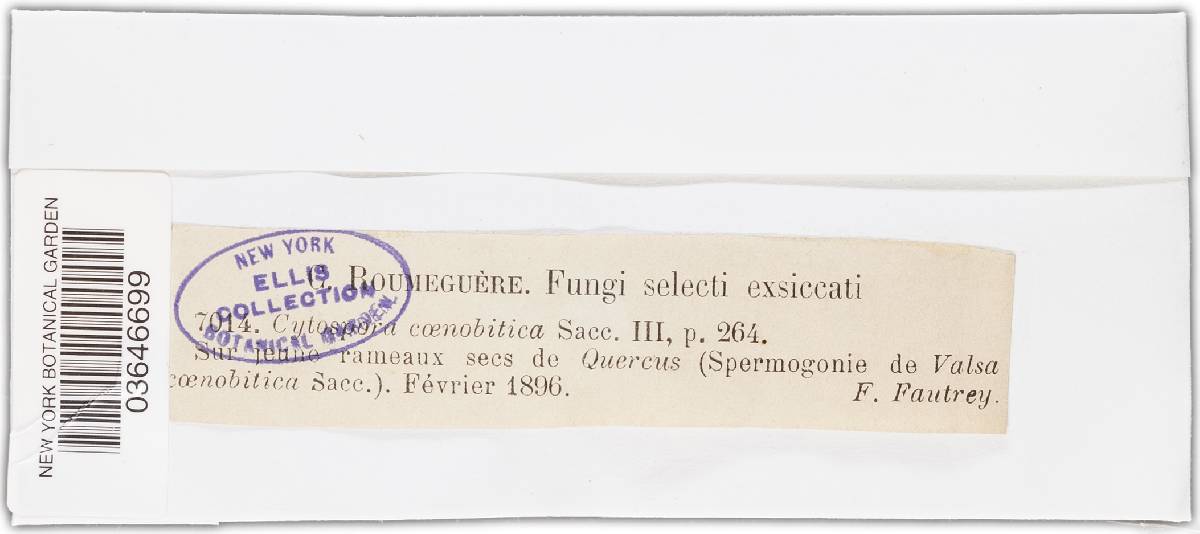 NEW YORK BOTANICAL GARDEN
03646699
NEW YORK
ELLIS
COLLECTION
BOTANICAL GARDEN.
C. ROUMEGUÈRE. Fungi selecti exsiccati
7014. Cytospora cœnobitica Sacc. III, p. 264.
Sur jeune rameaux secs de Quercus (Spermogonie de Valsa
cœnobitica Sacc.). Février 1896. F. Fautrey.